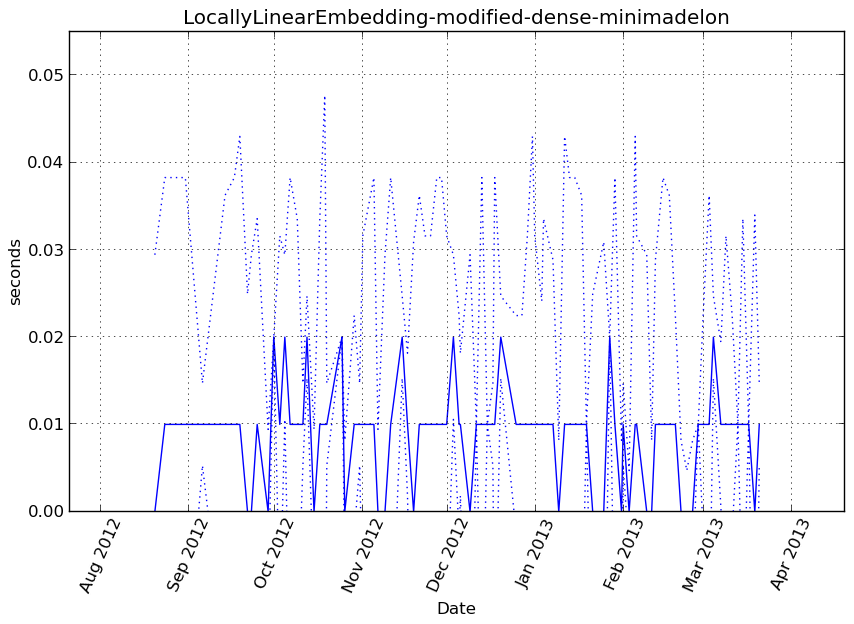 LocallyLinearEmbedding-modified-dense-minimadelon
0.05
0.04
0.03
0.02
0.01
0.00
seconds
Aug 2012
Sep 2012
Oct 2012
Nov 2012
Dec 2012
Jan 2013
Feb 2013
Mar 2013
Apr 2013
Date